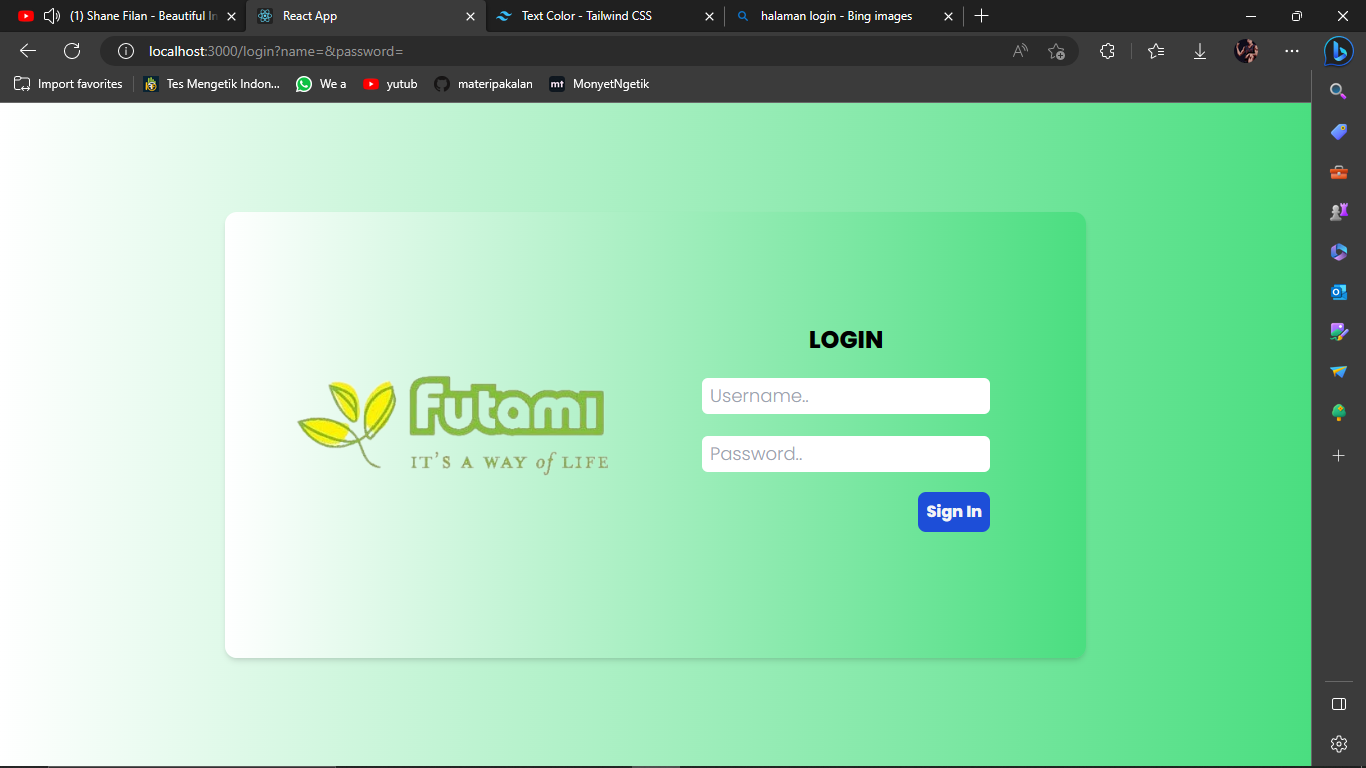 (1) Shane Filan - Beautiful In
React App
Text Color - Tailwind CSS
halaman login - Bing images
localhost:3000/login?name=&password=
Import favorites
Tes Mengetik Indon...
We a
yutub
materipakalan
mt
MonyetNgetik
LOGIN
Futami
IT'S A WAY of LIFE
Username..
Password..
Sign In